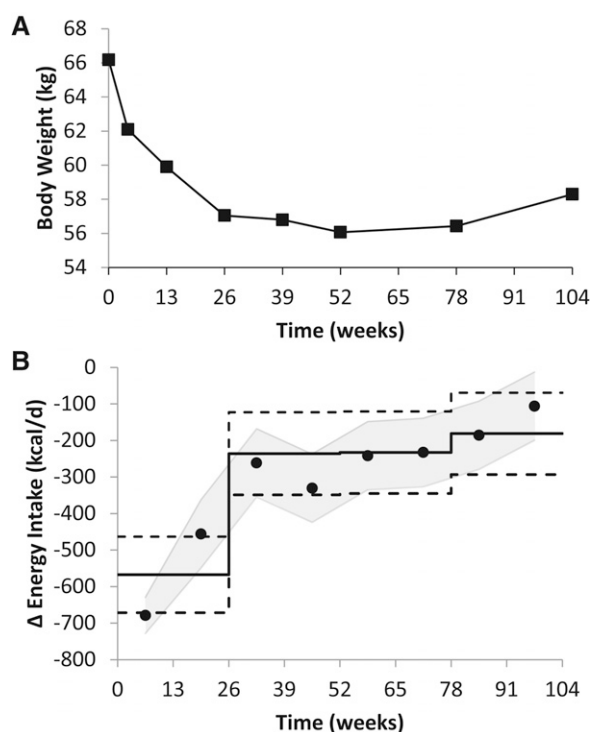 A
Body Weight (kg)
68
66
64
62
60
58
56
54
0 13 26 39 52 65 78 91 104
Time (weeks)
B
Δ Energy Intake (kcal/d)
0
-100
-200
-300
-400
-500
-600
-700
-800
0 13 26 39 52 65 78 91 104
Time (weeks)